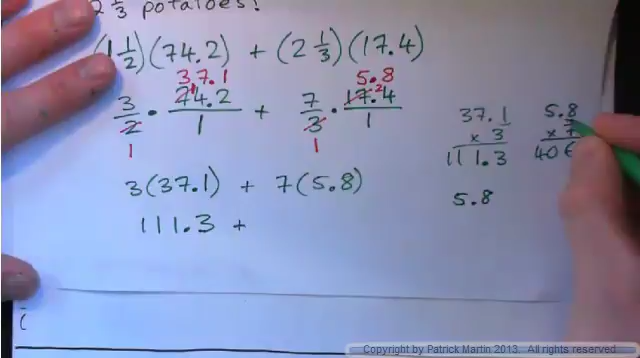 2 1/3 potatoes!
(1 1/2)(74.2) + (2 1/3)(17.4)
37.1 5.8
3/2 · 74.2/1 + 7/3 · 17.4/1
1 1
3(37.1) + 7(5.8)
111.3 +
37.1
x 3
111.3
5.8
5.8
x 7
406
Copyright by Patrick Martin 2013. All rights reserved